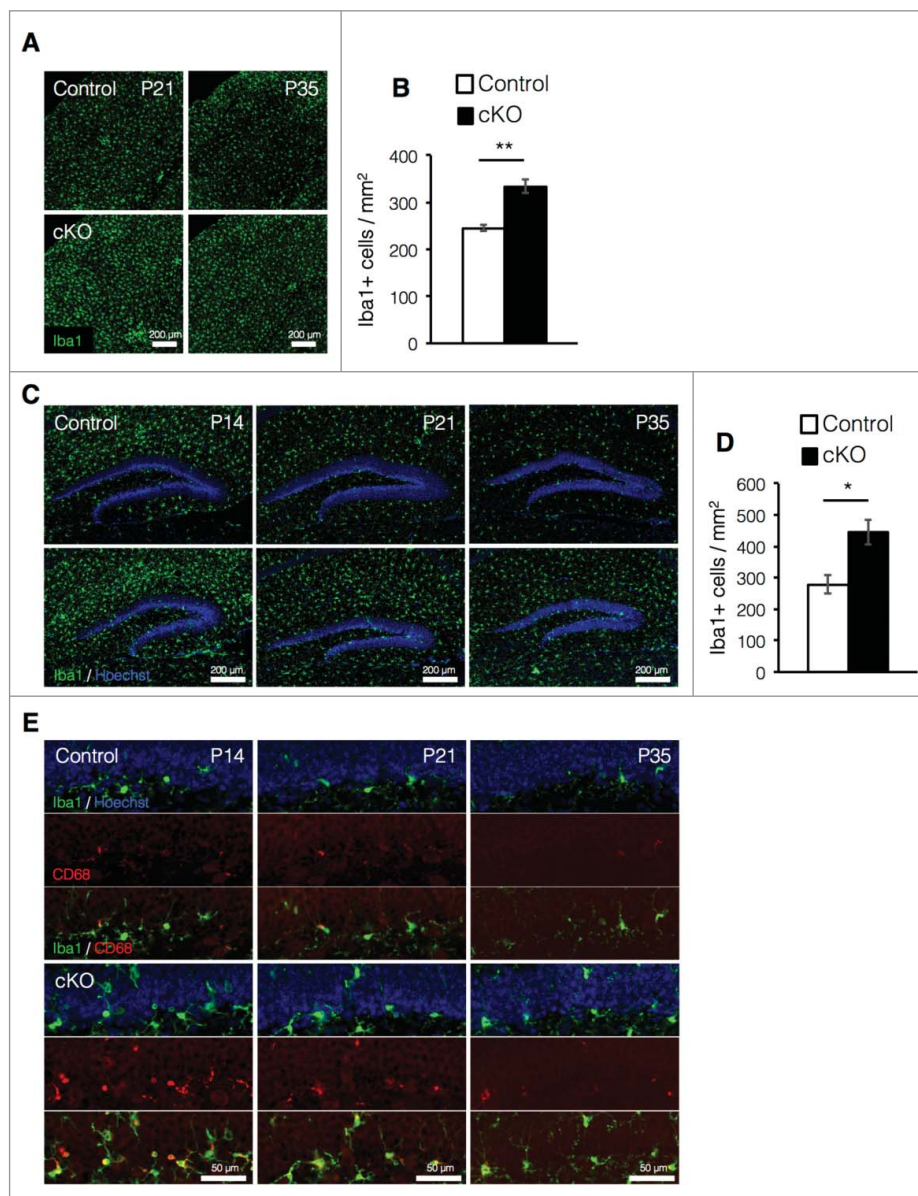 A
Control P21
P35
cKO
Iba1
200 µm
200 µm
B
Control
cKO
**
400
300
200
100
0
Iba1+ cells / mm²
C
Control P14
P21
P35
Iba1 / Hoechst
200 µm
200 µm
200 µm
D
Control
cKO
*
600
500
400
300
200
100
0
Iba1+ cells / mm²
E
Control P14
P21
P35
Iba1 / Hoechst
CD68
Iba1 / CD68
cKO
50 µm
50 µm
50 µm